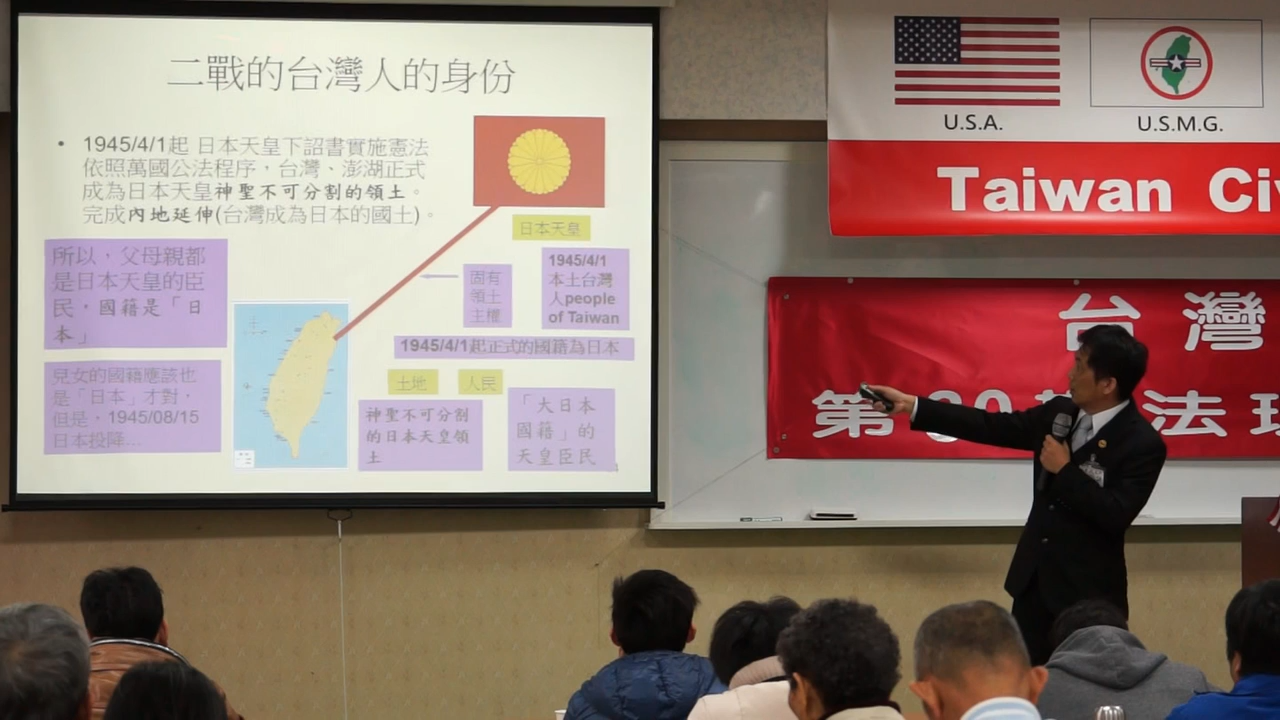 二戰的台灣人的身份
• 1945/4/1起 日本天皇下詔書實施憲法
依照萬國公法程序，台灣、澎湖正式
成為日本天皇神聖不可分割的領土。
完成內地延伸(台灣成為日本的國土)。
所以，父母親都
是日本天皇的臣
民，國籍是「日
本」
兒女的國籍應該也
是「日本」才對，
但是，1945/08/15
日本投降...
日本天皇
固有
領土
主權
1945/4/1
本土台灣
人people
of Taiwan
1945/4/1起正式的國籍為日本
土地
人民
神聖不可分割
的日本天皇領
土
「大日本
國籍」的
天皇臣民
U.S.A.
U.S.M.G.
Taiwan Civ
台灣
法